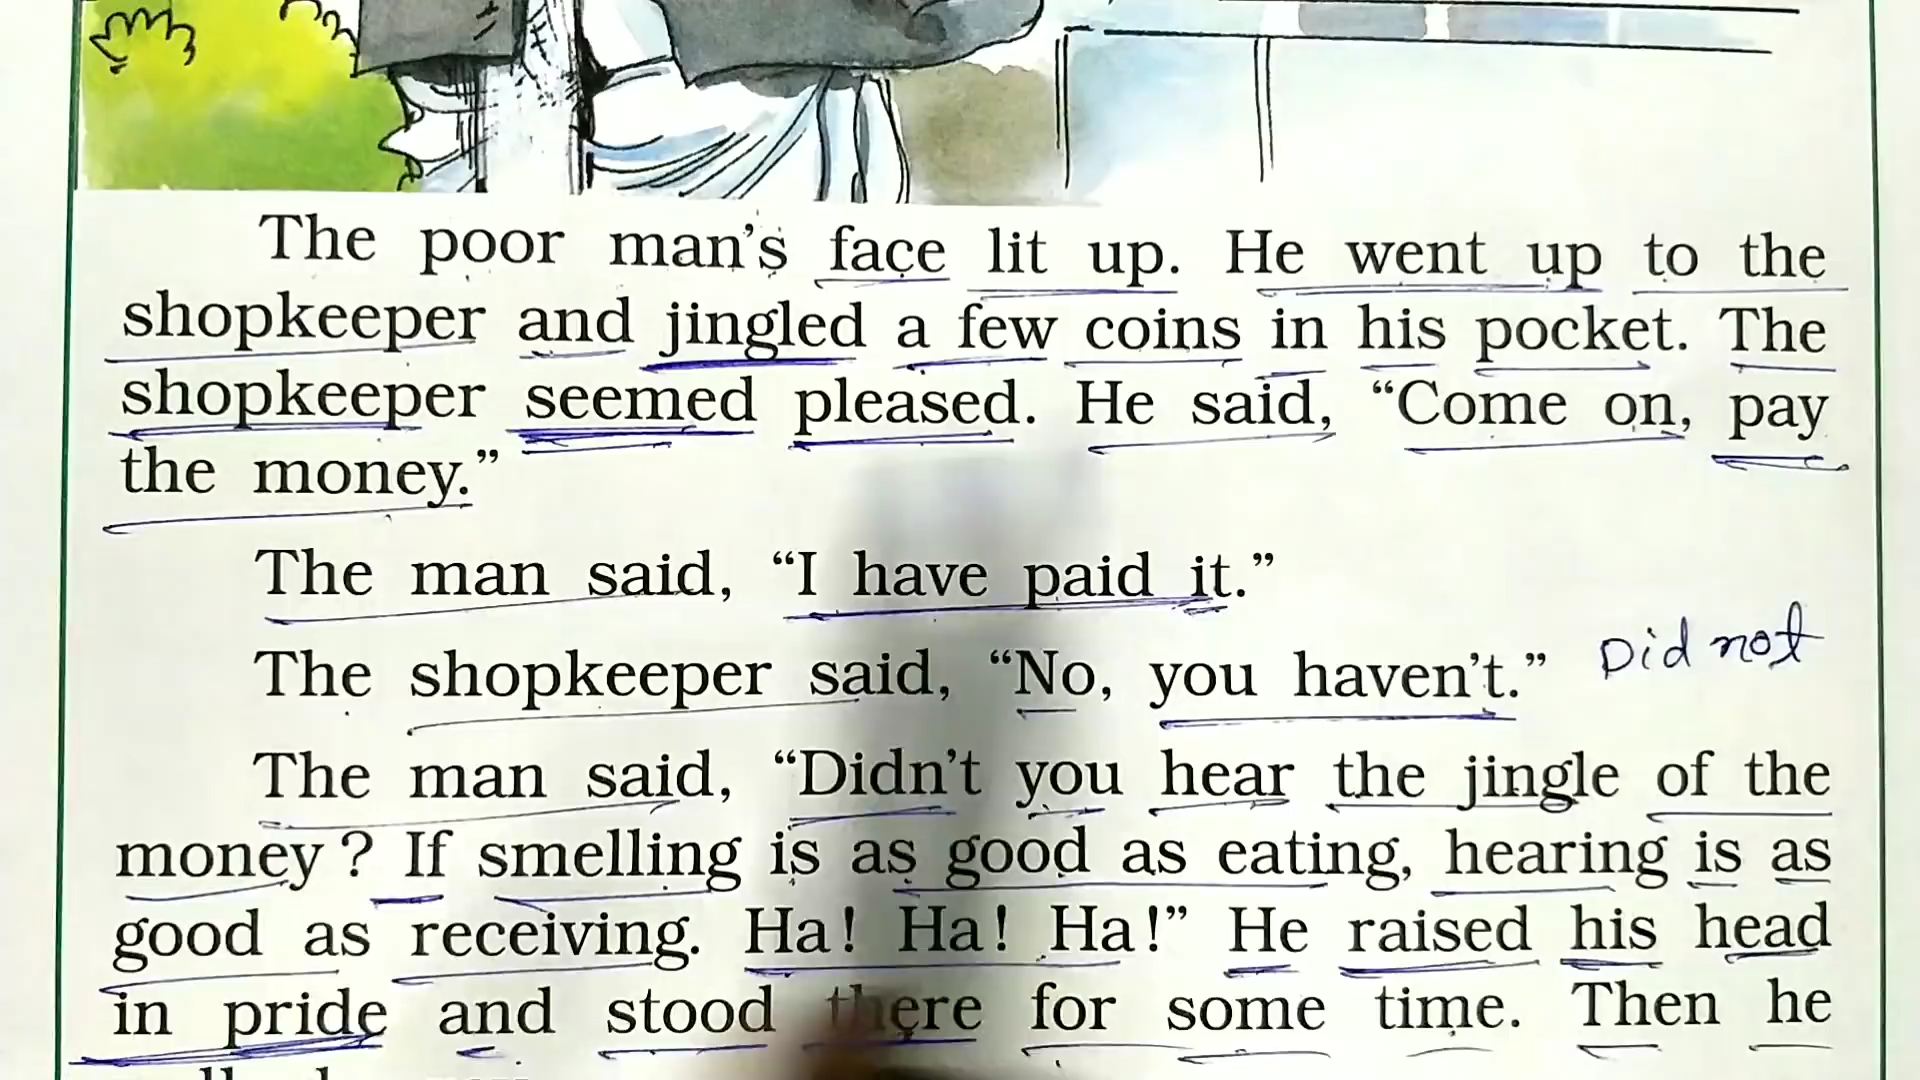 The poor man's face lit up. He went up to the
shopkeeper and jingled a few coins in his pocket. The
shopkeeper seemed pleased. He said, “Come on, pay
the money.”
The man said, “I have paid it.”
The shopkeeper said, “No, you haven't.” Did not
The man said, “Didn't you hear the jingle of the
money? If smelling is as good as eating, hearing is as
good as receiving. Ha! Ha! Ha!” He raised his head
in pride and stood there for some time. Then he